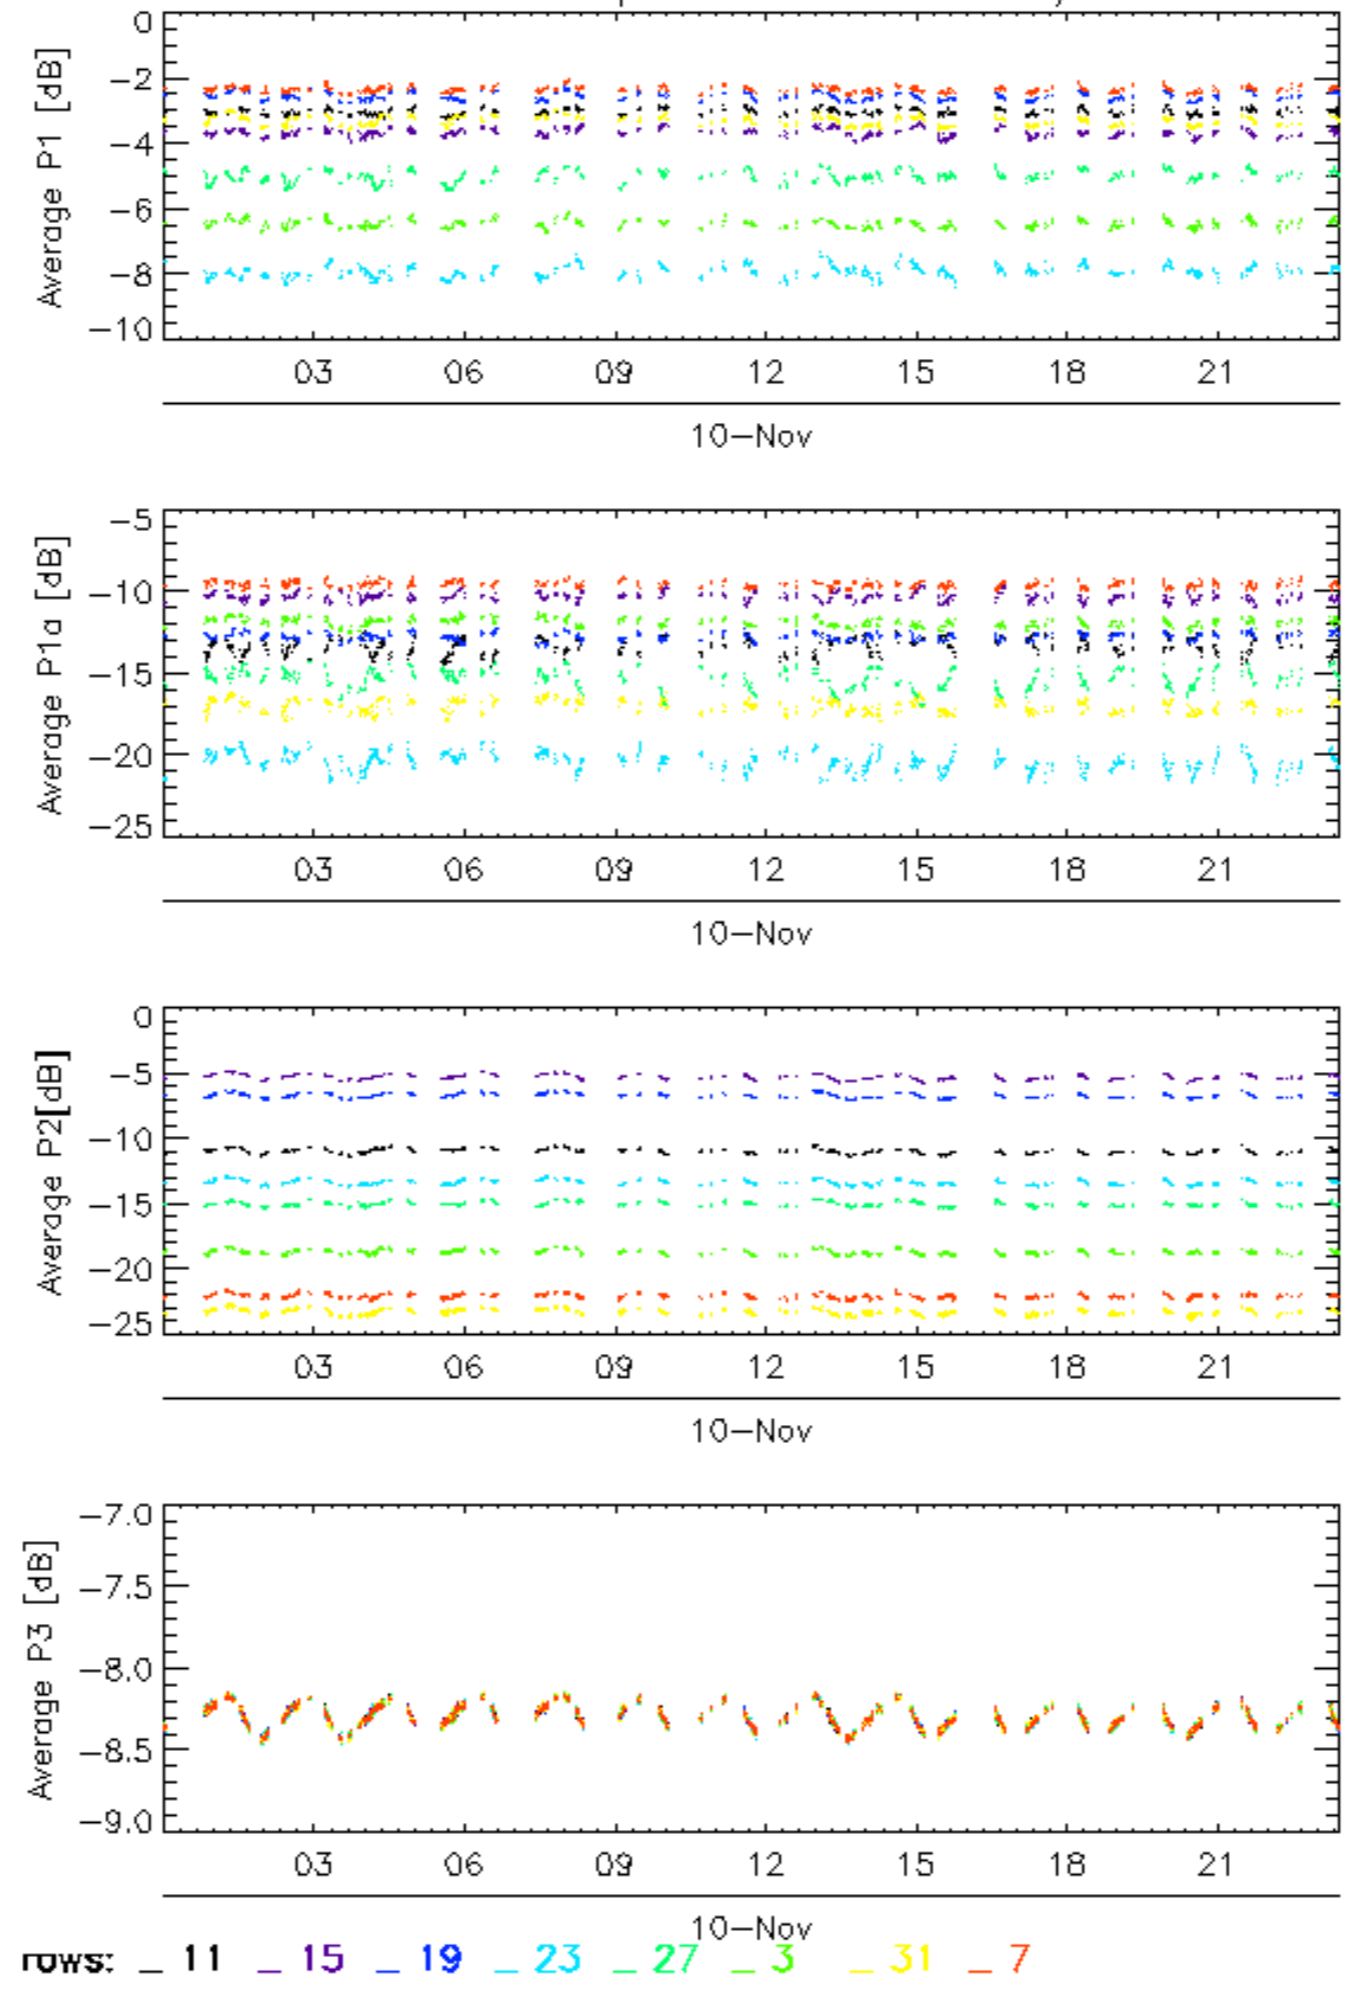 Average P1 [dB]
0
−2
−4
−6
−8
−10
03 06 09 12 15 18 21
10−Nov
Average P1a [dB]
−5
−10
−15
−20
−25
03 06 09 12 15 18 21
10−Nov
Average P2[dB]
0
−5
−10
−15
−20
−25
03 06 09 12 15 18 21
10−Nov
Average P3 [dB]
−7.0
−7.5
−8.0
−8.5
−9.0
03 06 09 12 15 18 21
10−Nov
rows: _ 11 _ 15 _ 19 _ 23 _ 27 _ 3 _ 31 _ 7